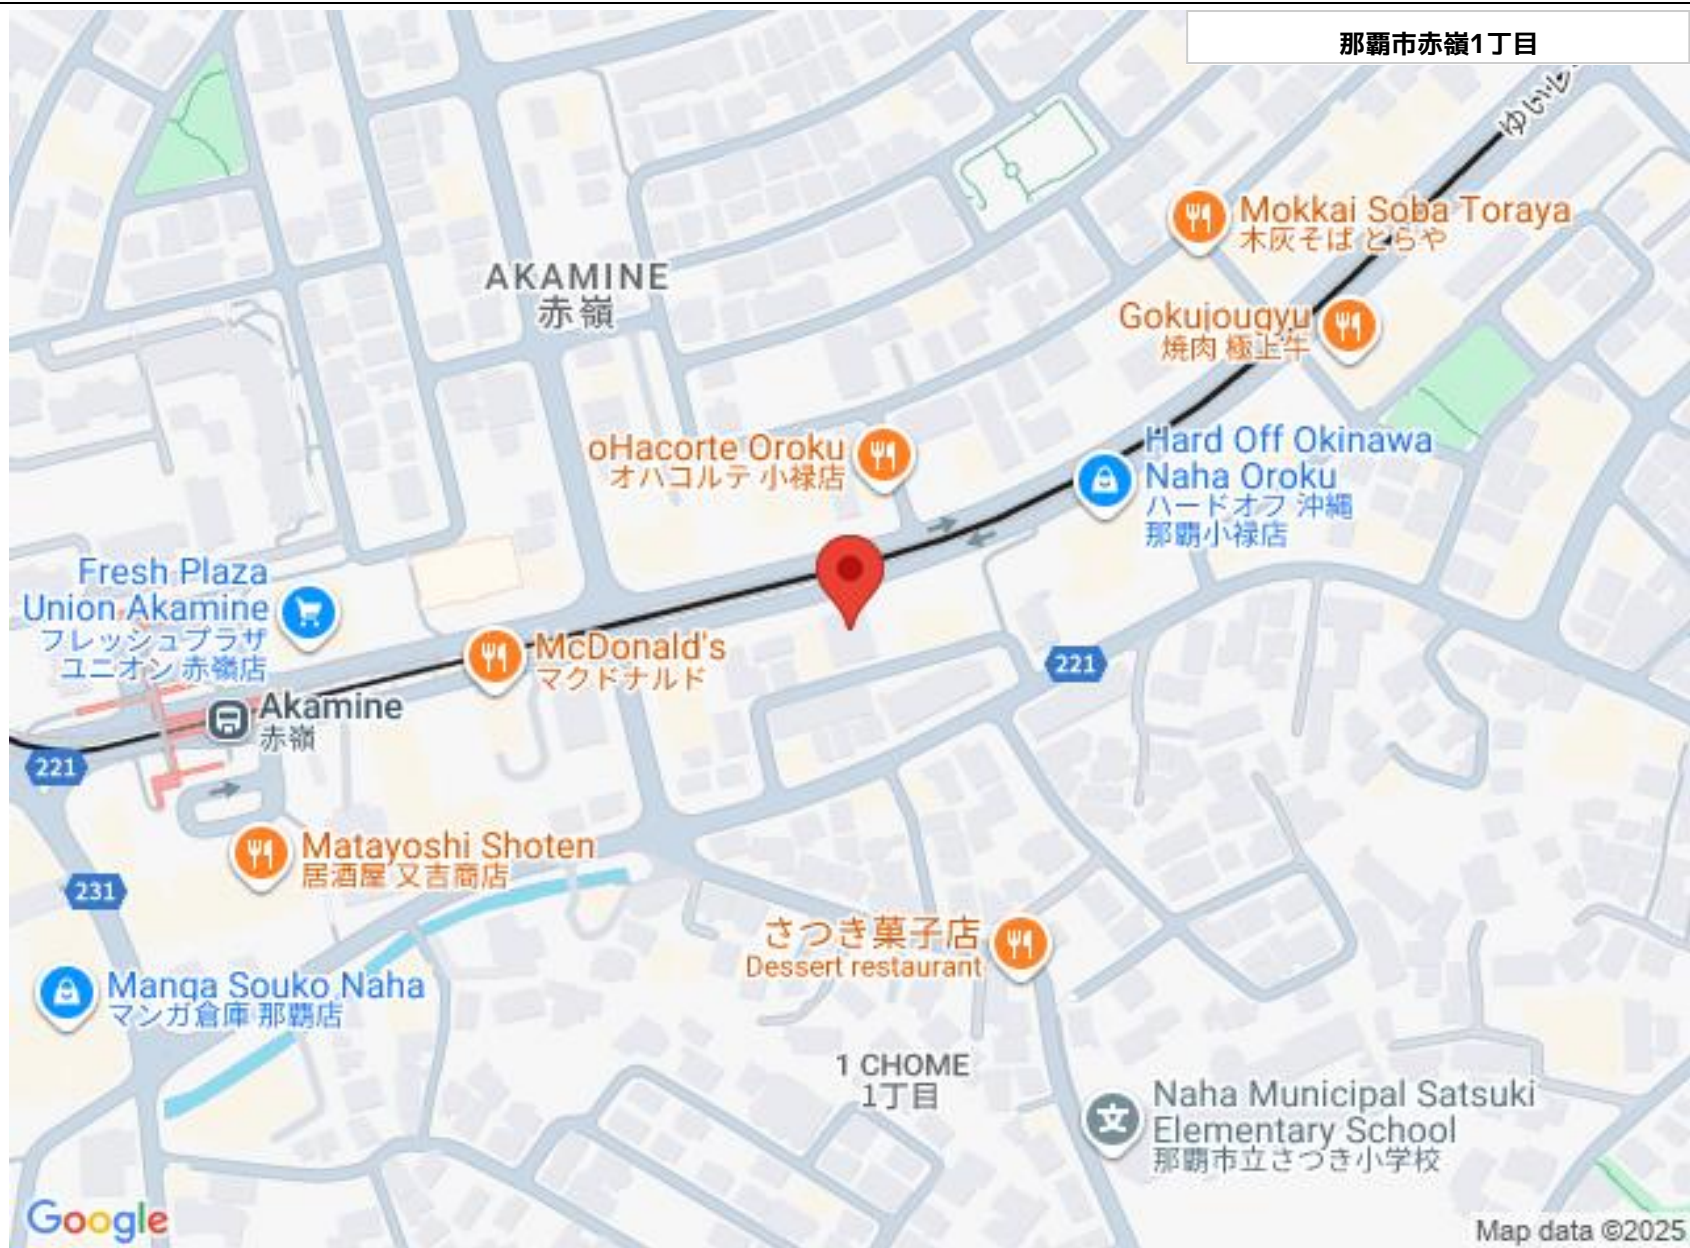 那覇市赤嶺1丁目
ゆいレ
Mokkai Soba Toraya
木灰そば とらや
AKAMINE
赤嶺
Gokujougyu
焼肉 極上牛
oHacorte Oroku
オハコルテ 小禄店
Hard Off Okinawa
Naha Oroku
ハードオフ 沖縄
那覇小禄店
Fresh Plaza
Union Akamine
フレッシュプラザ
ユニオン 赤嶺店
McDonald's
マクドナルド
221
Akamine
赤嶺
221
Matayoshi Shoten
居酒屋 又吉商店
231
さつき菓子店
Dessert restaurant
Manga Souko Naha
マンガ倉庫 那覇店
1 CHOME
1丁目
Naha Municipal Satsuki
Elementary School
那覇市立さつき小学校
文
Google
Map data ©2025